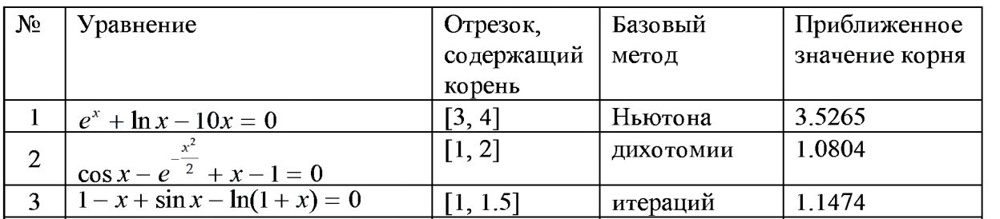 № Уравнение Отрезок, содержащий корень Базовый метод Приближенное значение корня
1 e^x + ln x − 10x = 0 [3, 4] Ньютона 3.5265
2 cos x − e^{−x²/2} + x − 1 = 0 [1, 2] дихотомии 1.0804
3 1 − x + sin x − ln(1 + x) = 0 [1, 1.5] итераций 1.1474